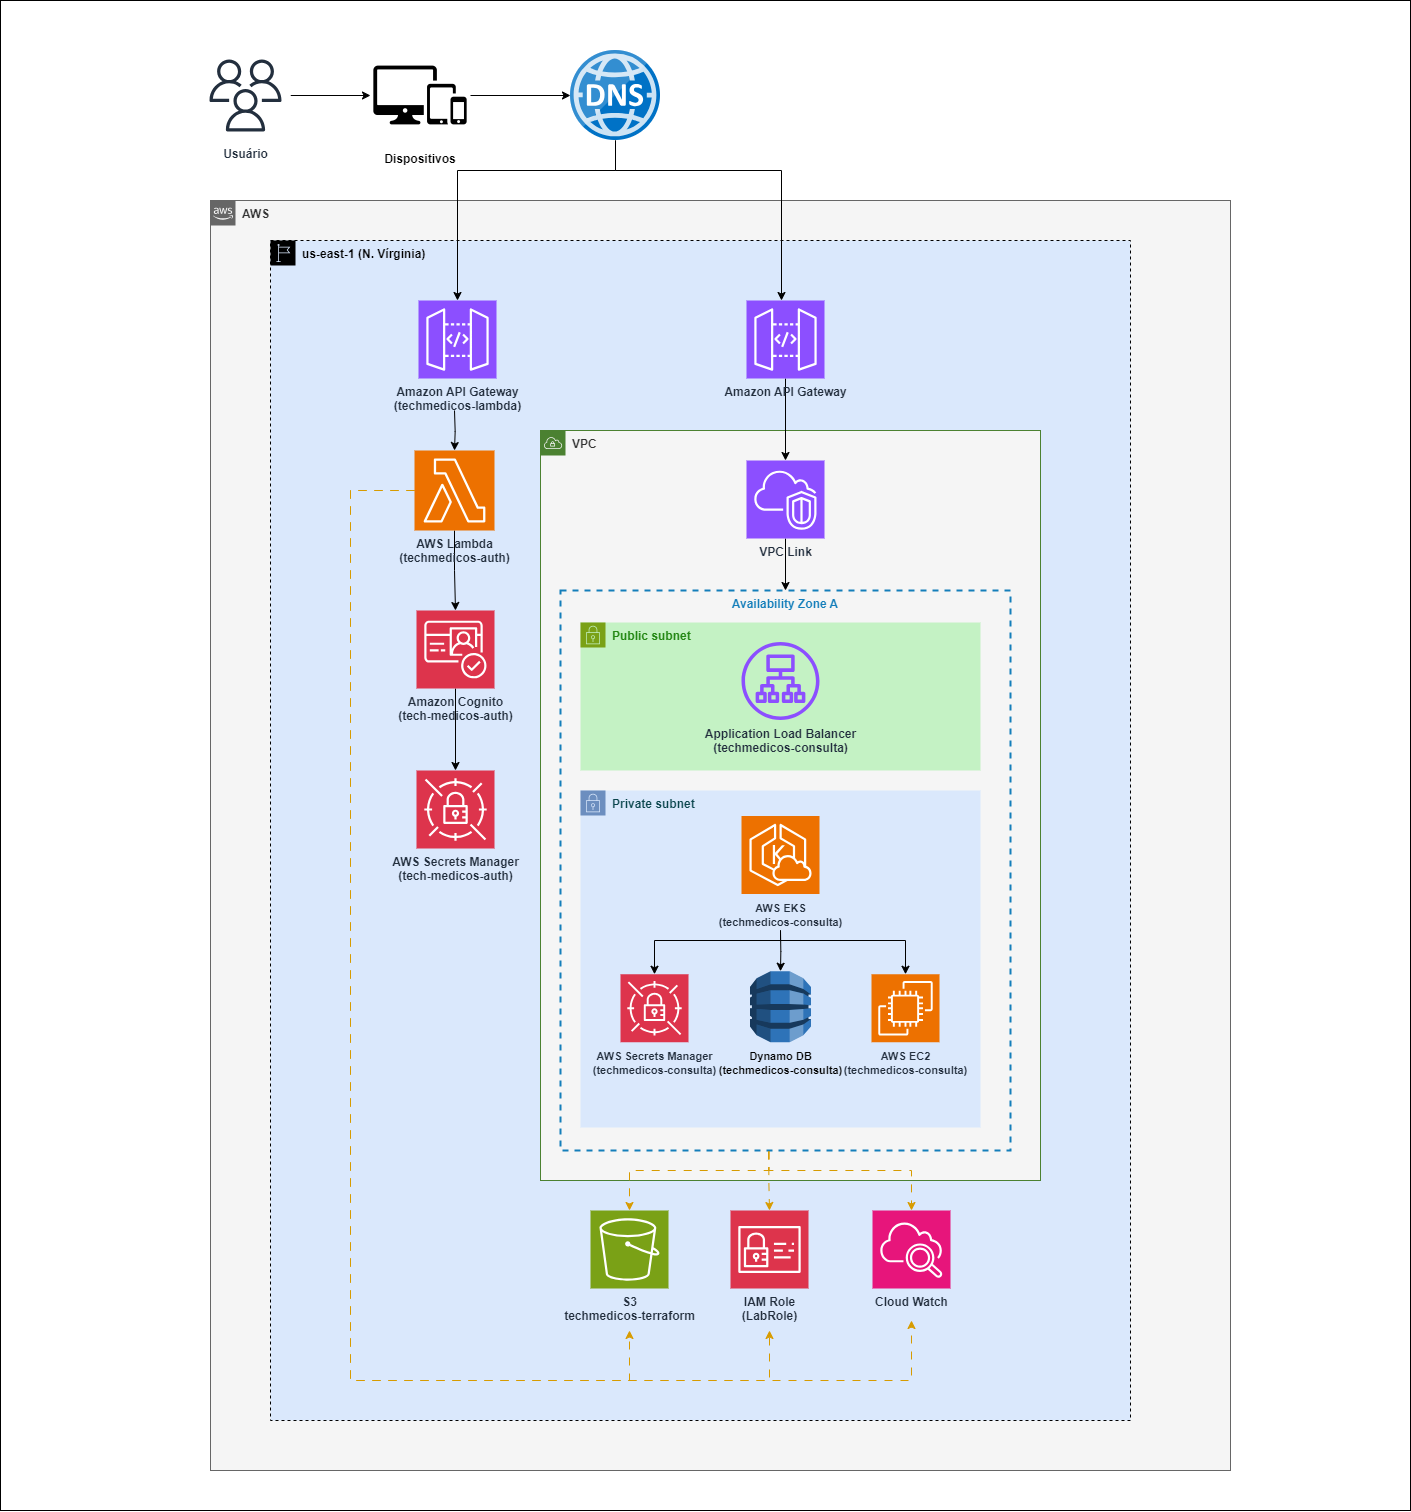 DNS
Usuário
Dispositivos
aws
AWS
us-east-1 (N. Vírginia)
Amazon API Gateway
(techmedicos-lambda)
Amazon API Gateway
VPC
AWS Lambda
(techmedicos-auth)
VPC Link
Availability Zone A
Public subnet
Amazon Cognito
(tech-medicos-auth)
Application Load Balancer
(techmedicos-consulta)
Private subnet
AWS Secrets Manager
(tech-medicos-auth)
K
AWS EKS
(techmedicos-consulta)
AWS Secrets Manager
(techmedicos-consulta)
Dynamo DB
(techmedicos-consulta)
AWS EC2
(techmedicos-consulta)
S3
techmedicos-terraform
IAM Role
(LabRole)
Cloud Watch